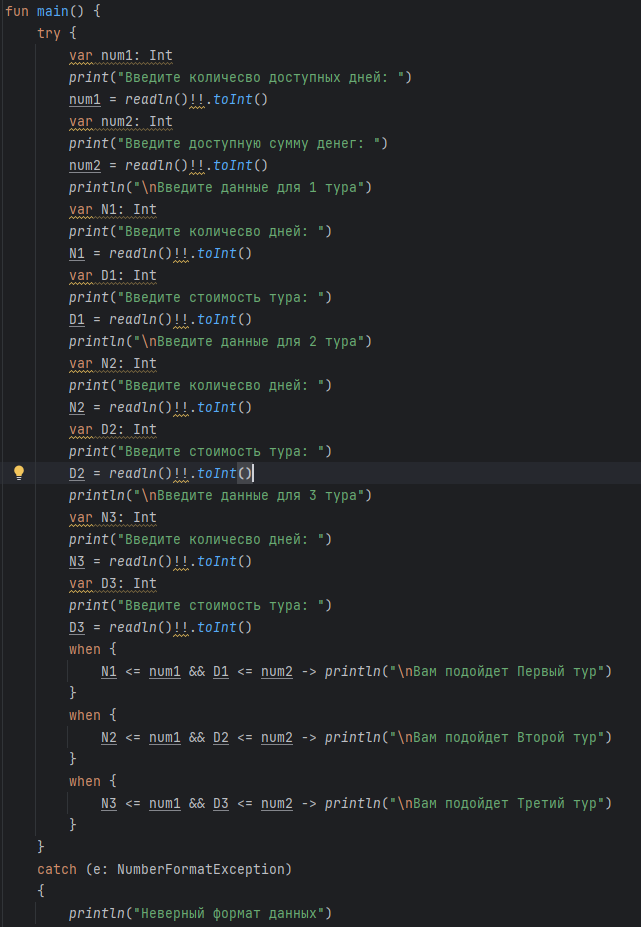 fun main() {
    try {
        var num1: Int
        print("Введите количесво доступных дней: ")
        num1 = readln()!!.toInt()
        var num2: Int
        print("Введите доступную сумму денег: ")
        num2 = readln()!!.toInt()
        println("\nВведите данные для 1 тура")
        var N1: Int
        print("Введите количесво дней: ")
        N1 = readln()!!.toInt()
        var D1: Int
        print("Введите стоимость тура: ")
        D1 = readln()!!.toInt()
        println("\nВведите данные для 2 тура")
        var N2: Int
        print("Введите количесво дней: ")
        N2 = readln()!!.toInt()
        var D2: Int
        print("Введите стоимость тура: ")
        D2 = readln()!!.toInt()
        println("\nВведите данные для 3 тура")
        var N3: Int
        print("Введите количесво дней: ")
        N3 = readln()!!.toInt()
        var D3: Int
        print("Введите стоимость тура: ")
        D3 = readln()!!.toInt()
        when {
            N1 <= num1 && D1 <= num2 -> println("\nВам подойдет Первый тур")
        }
        when {
            N2 <= num1 && D2 <= num2 -> println("\nВам подойдет Второй тур")
        }
        when {
            N3 <= num1 && D3 <= num2 -> println("\nВам подойдет Третий тур")
        }
    }
    catch (e: NumberFormatException)
    {
        println("Неверный формат данных")